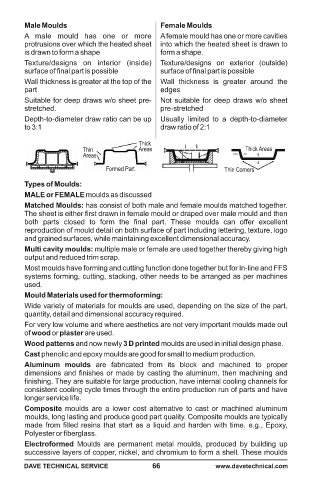 Male Moulds
A male mould has one or more
protrusions over which the heated sheet
is drawn to form a shape
Texture/designs on interior (inside)
surface of final part is possible
Wall thickness is greater at the top of the
part
Suitable for deep draws w/o sheet pre-
stretched.
Depth-to-diameter draw ratio can be up
to 3:1
Female Moulds
A female mould has one or more cavities
into which the heated sheet is drawn to
form a shape.
Texture/designs on exterior (outside)
surface of final part is possible
Wall thickness is greater around the
edges
Not suitable for deep draws w/o sheet
pre-stretched
Usually limited to a depth-to-diameter
draw ratio of 2:1
Thin
Areas
Thick
Areas
Formed Part
Thick Areas
Thin Corners
Types of Moulds:
MALE or FEMALE moulds as discussed
Matched Moulds: has consist of both male and female moulds matched together.
The sheet is either first drawn in female mould or draped over male mould and then
both parts closed to form the final part. These moulds can offer excellent
reproduction of mould detail on both surface of part including lettering, texture, logo
and grained surfaces, while maintaining excellent dimensional accuracy.
Multi cavity moulds: multiple male or female are used together thereby giving high
output and reduced trim scrap.
Most moulds have forming and cutting function done together but for In-line and FFS
systems forming, cutting, stacking, other needs to be arranged as per machines
used.
Mould Materials used for thermoforming:
Wide variety of materials for moulds are used, depending on the size of the part,
quantity, detail and dimensional accuracy required.
For very low volume and where aesthetics are not very important moulds made out
of wood or plaster are used.
Wood patterns and now newly 3 D printed moulds are used in initial design phase.
Cast phenolic and epoxy moulds are good for small to medium production.
Aluminum moulds are fabricated from its block and machined to proper
dimensions and finishes or made by casting the aluminum, then machining and
finishing. They are suitable for large production, have internal cooling channels for
consistent cooling cycle times through the entire production run of parts and have
longer service life.
Composite moulds are a lower cost alternative to cast or machined aluminum
moulds, long lasting and produce good part quality. Composite moulds are typically
made from filled resins that start as a liquid and harden with time. e.g., Epoxy,
Polyester or fiberglass.
Electroformed Moulds are permanent metal moulds, produced by building up
successive layers of copper, nickel, and chromium to form a shell. These moulds
DAVE TECHNICAL SERVICE 66 www.davetechnical.com